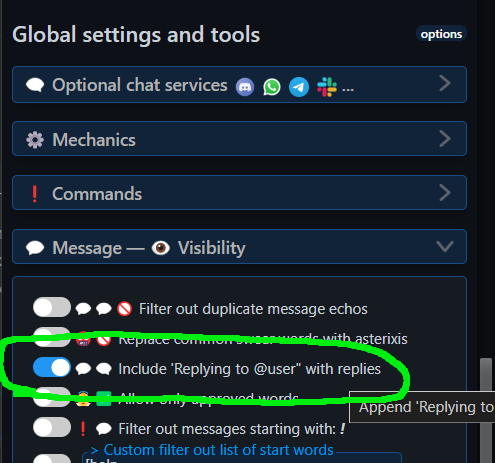 Global settings and tools
options
Optional chat services ...
Mechanics
Commands
Message — Visibility
Filter out duplicate message echos
Replace common swear words with asterixis
Include 'Replying to @user" with replies
Allow only approved words
Append 'Replying to
Filter out messages starting with: !
> Custom filter out list of start words
!help